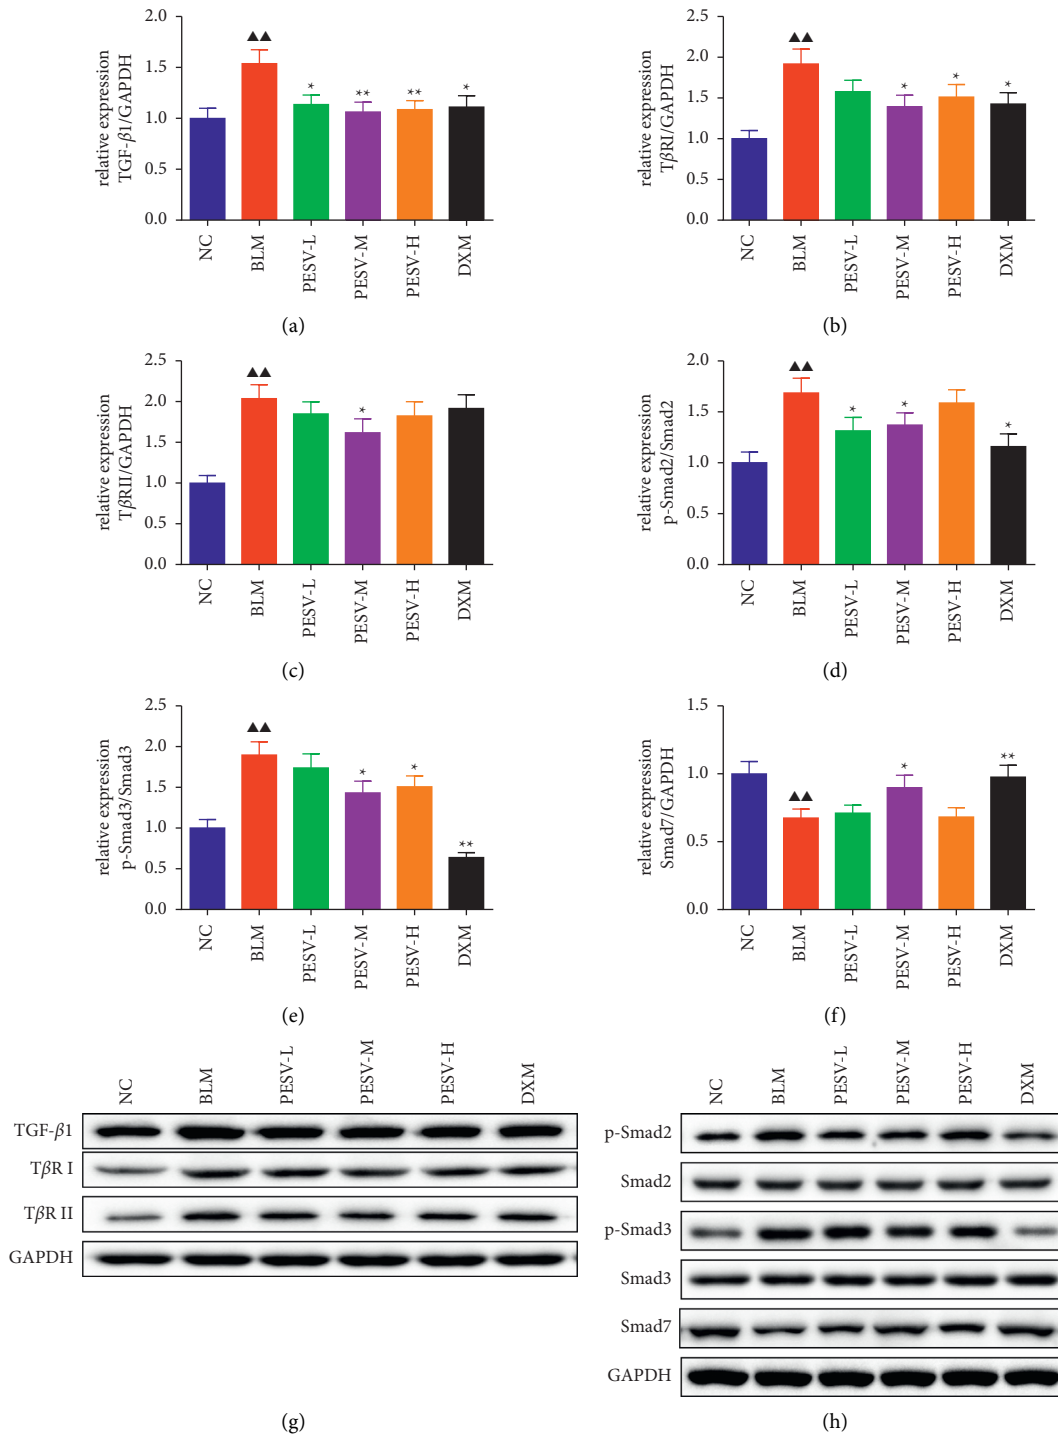 relative expression
TGF-β1/GAPDH
2.0
1.5
1.0
0.5
0.0
▲▲
*
**
**
*
NC
BLM
PESV-L
PESV-M
PESV-H
DXM
(a)
relative expression
TβRI/GAPDH
2.5
2.0
1.5
1.0
0.5
0.0
▲▲
*
*
*
NC
BLM
PESV-L
PESV-M
PESV-H
DXM
(b)
relative expression
TβRII/GAPDH
2.5
2.0
1.5
1.0
0.5
0.0
▲▲
*
NC
BLM
PESV-L
PESV-M
PESV-H
DXM
(c)
relative expression
p-Smad2/Smad2
2.0
1.5
1.0
0.5
0.0
▲▲
*
*
*
NC
BLM
PESV-L
PESV-M
PESV-H
DXM
(d)
relative expression
p-Smad3/Smad3
2.5
2.0
1.5
1.0
0.5
0.0
▲▲
*
*
**
NC
BLM
PESV-L
PESV-M
PESV-H
DXM
(e)
relative expression
Smad7/GAPDH
1.5
1.0
0.5
0.0
▲▲
*
**
NC
BLM
PESV-L
PESV-M
PESV-H
DXM
(f)
NC
BLM
PESV-L
PESV-M
PESV-H
DXM
TGF-β1
TβR I
TβR II
GAPDH
(g)
NC
BLM
PESV-L
PESV-M
PESV-H
DXM
p-Smad2
Smad2
p-Smad3
Smad3
Smad7
GAPDH
(h)